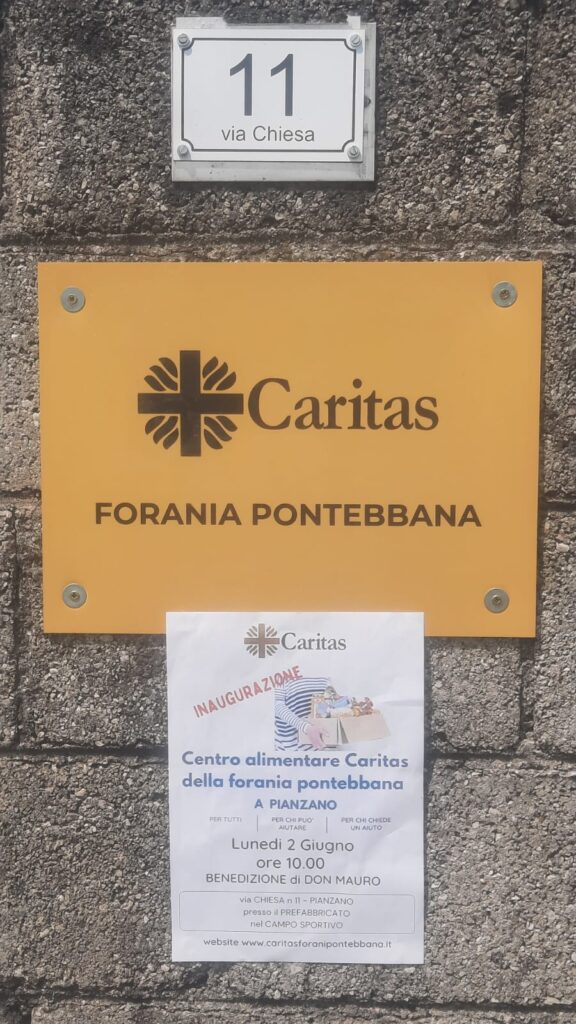 11
via Chiesa
Caritas
FORANIA PONTEBBANA
Caritas
INAUGURAZIONE
Centro alimentare Caritas
della forania pontebbana
A PIANZANO
PER TUTTI
PER CHI PUO'
AIUTARE
PER CHI CHIEDE
UN AIUTO
Lunedì 2 Giugno
ore 10.00
BENEDIZIONE di DON MAURO
via CHIESA n 11 - PIANZANO
presso il PREFABBRICATO
nel CAMPO SPORTIVO
website www.caritasforanipontebbana.it